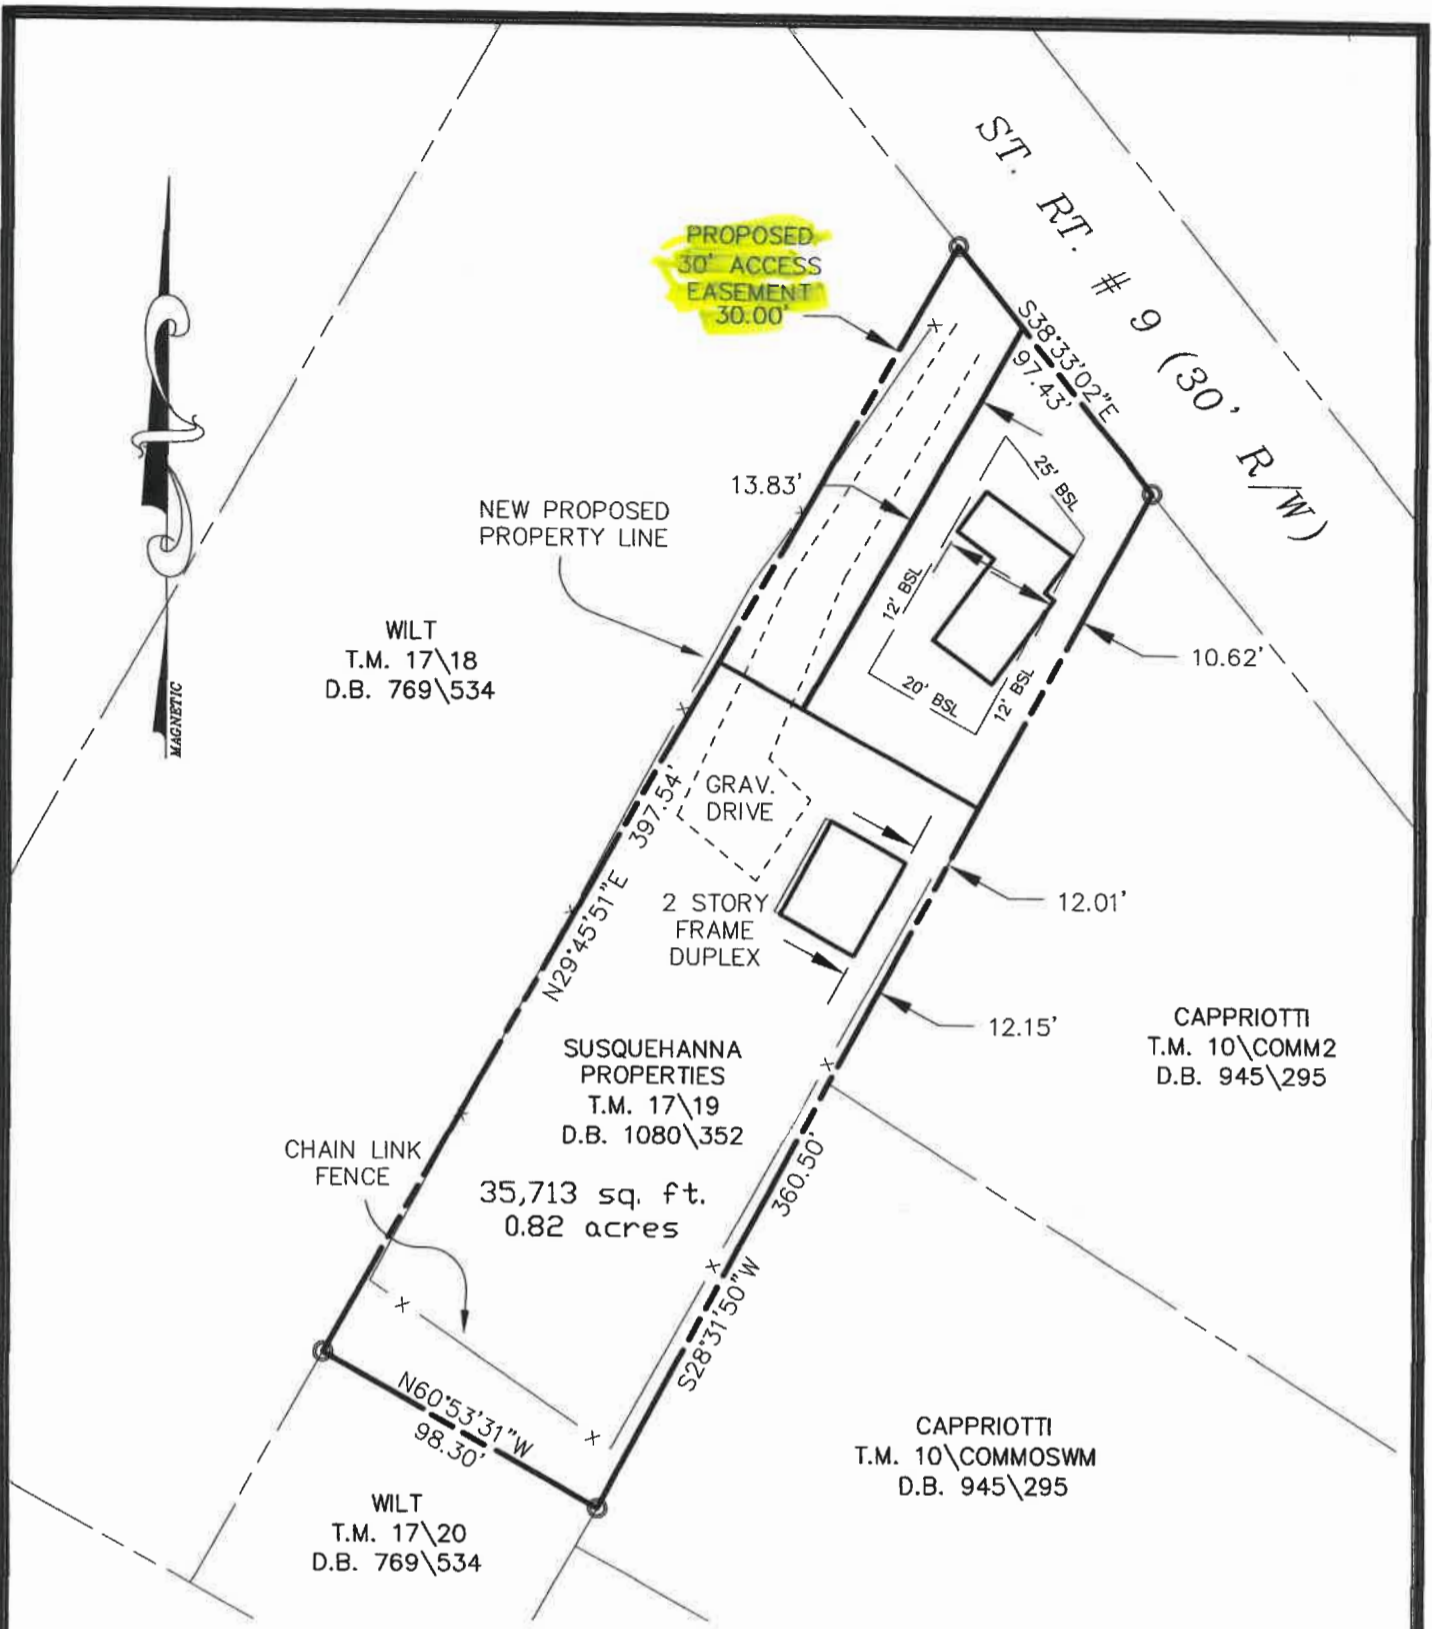 ST. RT. # 9 (30' R/W)
PROPOSED
30' ACCESS
EASEMENT
30.00'
S38°33'02"E
97.43'
25' BSL
13.83'
NEW PROPOSED
PROPERTY LINE
12' BSL
WILT
T.M. 17\18
D.B. 769\534
10.62'
20' BSL
12' BSL
MAGNETIC
GRAV.
DRIVE
397.54'
N29°45'51"E
2 STORY
FRAME
DUPLEX
12.01'
12.15'
CAPPRIOTTI
T.M. 10\COMM2
D.B. 945\295
SUSQUEHANNA
PROPERTIES
T.M. 17\19
D.B. 1080\352
CHAIN LINK
FENCE
35,713 sq. ft.
0.82 acres
360.50'
S28°31'50"W
N60°53'31"W
98.30'
CAPPRIOTTI
T.M. 10\COMMOSWM
D.B. 945\295
WILT
T.M. 17\20
D.B. 769\534